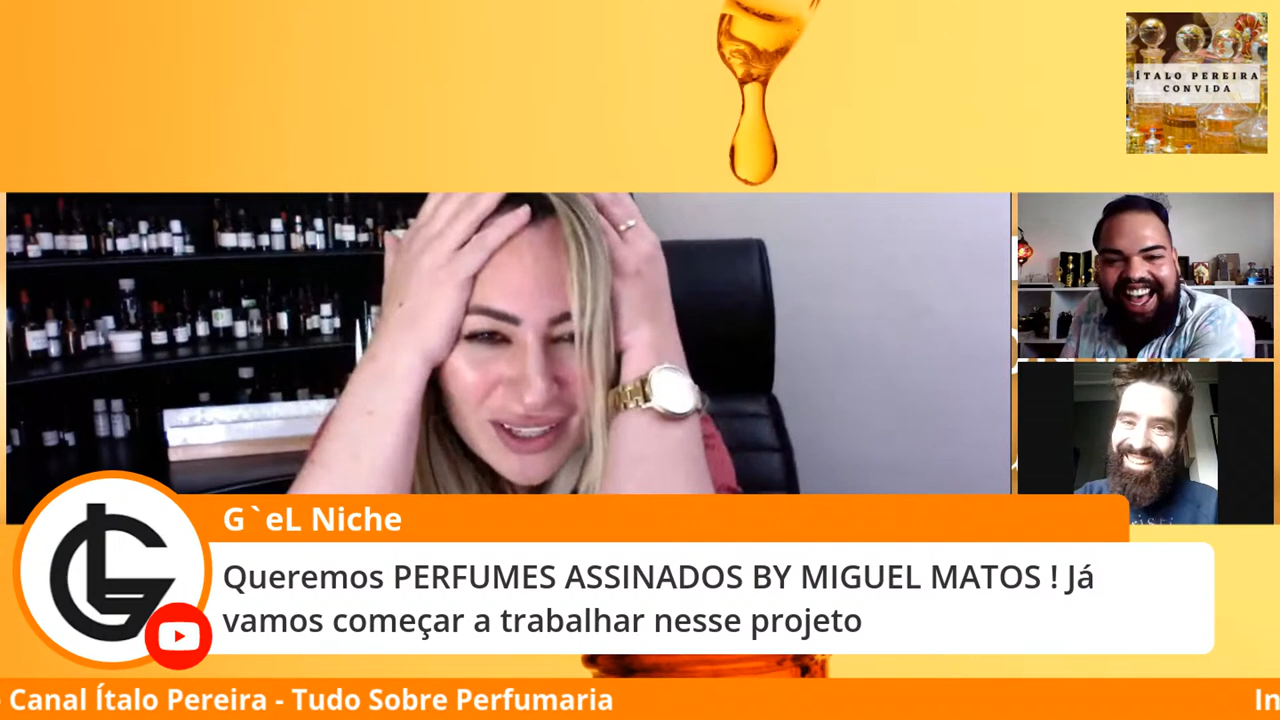 ÍTALO PEREIRA
CONVIDA
G`eL Niche
Queremos PERFUMES ASSINADOS BY MIGUEL MATOS ! Já
vamos começar a trabalhar nesse projeto
Canal Ítalo Pereira - Tudo Sobre Perfumaria
In